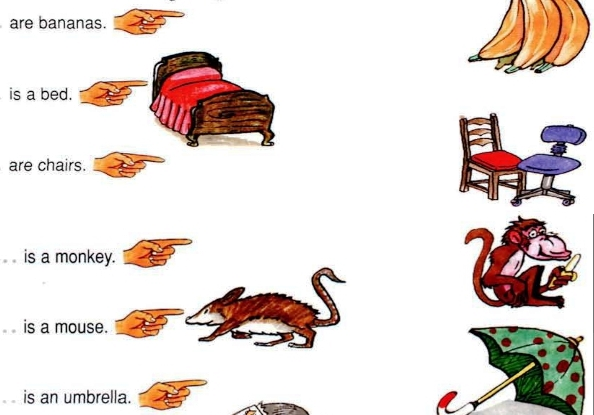 are bananas.
is a bed.
are chairs.
.. is a monkey.
.. is a mouse.
.. is an umbrella.